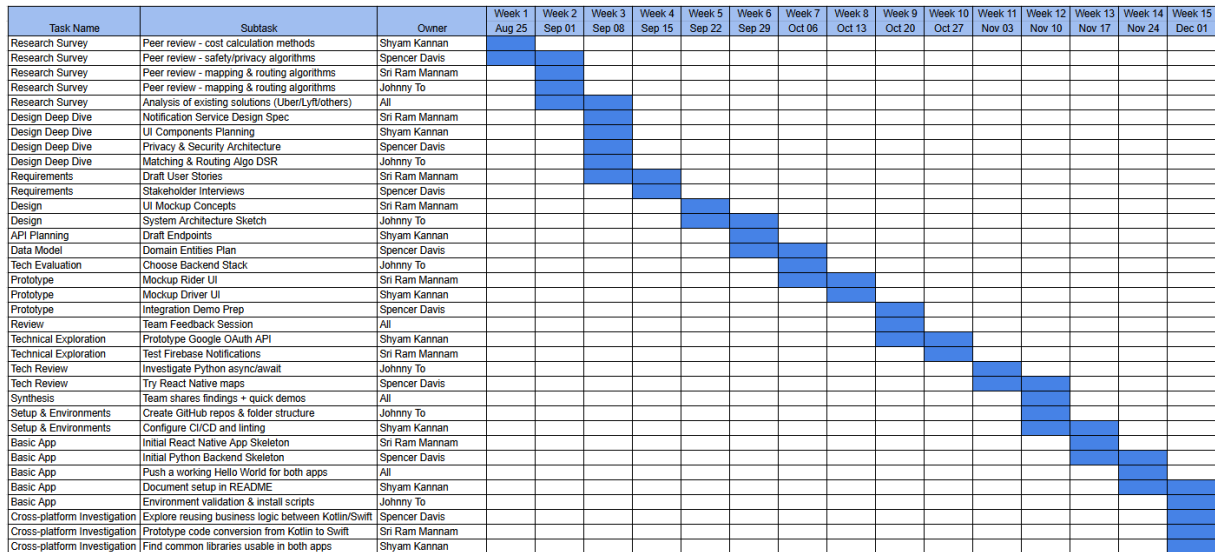 Week 1 Week 2 Week 3 Week 4 Week 5 Week 6 Week 7 Week 8 Week 9 Week 10 Week 11 Week 12 Week 13 Week 14 Week 15
Task Name Subtask Owner Aug 25 Sep 01 Sep 08 Sep 15 Sep 22 Sep 29 Oct 06 Oct 13 Oct 20 Oct 27 Nov 03 Nov 10 Nov 17 Nov 24 Dec 01
Research Survey Peer review - cost calculation methods Shyam Kannan
Research Survey Peer review - safety/privacy algorithms Spencer Davis
Research Survey Peer review - mapping & routing algorithms Sri Ram Mannam
Research Survey Peer review - mapping & routing algorithms Johnny To
Research Survey Analysis of existing solutions (Uber/Lyft/others) All
Design Deep Dive Notification Service Design Spec Sri Ram Mannam
Design Deep Dive UI Components Planning Shyam Kannan
Design Deep Dive Privacy & Security Architecture Spencer Davis
Design Deep Dive Matching & Routing Algo DSR Johnny To
Requirements Draft User Stories Sri Ram Mannam
Requirements Stakeholder Interviews Spencer Davis
Design UI Mockup Concepts Sri Ram Mannam
Design System Architecture Sketch Johnny To
API Planning Draft Endpoints Shyam Kannan
Data Model Domain Entities Plan Spencer Davis
Tech Evaluation Choose Backend Stack Johnny To
Prototype Mockup Rider UI Sri Ram Mannam
Prototype Mockup Driver UI Shyam Kannan
Prototype Integration Demo Prep Spencer Davis
Review Team Feedback Session All
Technical Exploration Prototype Google OAuth API Shyam Kannan
Technical Exploration Test Firebase Notifications Sri Ram Mannam
Tech Review Investigate Python async/await Johnny To
Tech Review Try React Native maps Spencer Davis
Synthesis Team shares findings + quick demos All
Setup & Environments Create GitHub repos & folder structure Johnny To
Setup & Environments Configure CI/CD and linting Shyam Kannan
Basic App Initial React Native App Skeleton Sri Ram Mannam
Basic App Initial Python Backend Skeleton Spencer Davis
Basic App Push a working Hello World for both apps All
Basic App Document setup in README Shyam Kannan
Basic App Environment validation & install scripts Johnny To
Cross-platform Investigation Explore reusing business logic between Kotlin/Swift Spencer Davis
Cross-platform Investigation Prototype code conversion from Kotlin to Swift Sri Ram Mannam
Cross-platform Investigation Find common libraries usable in both apps Shyam Kannan